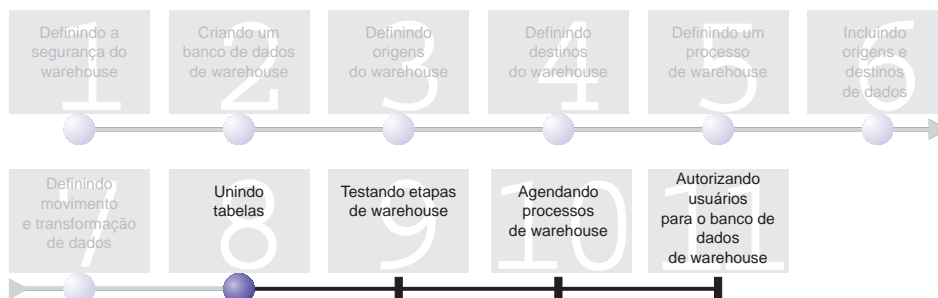 1
Definindo a
segurança do
warehouse
2
Criando um
banco de dados
de warehouse
3
Definindo
origens
do warehouse
4
Definindo
destinos
do warehouse
5
Definindo um
processo
de warehouse
6
Incluindo
origens e
destinos
de dados
7
Definindo
movimento
e transformação
de dados
8
Unindo
tabelas
9
Testando etapas
de warehouse
10
Agendando
processos
de warehouse
11
Autorizando
usuários
para o banco de
dados
de warehouse